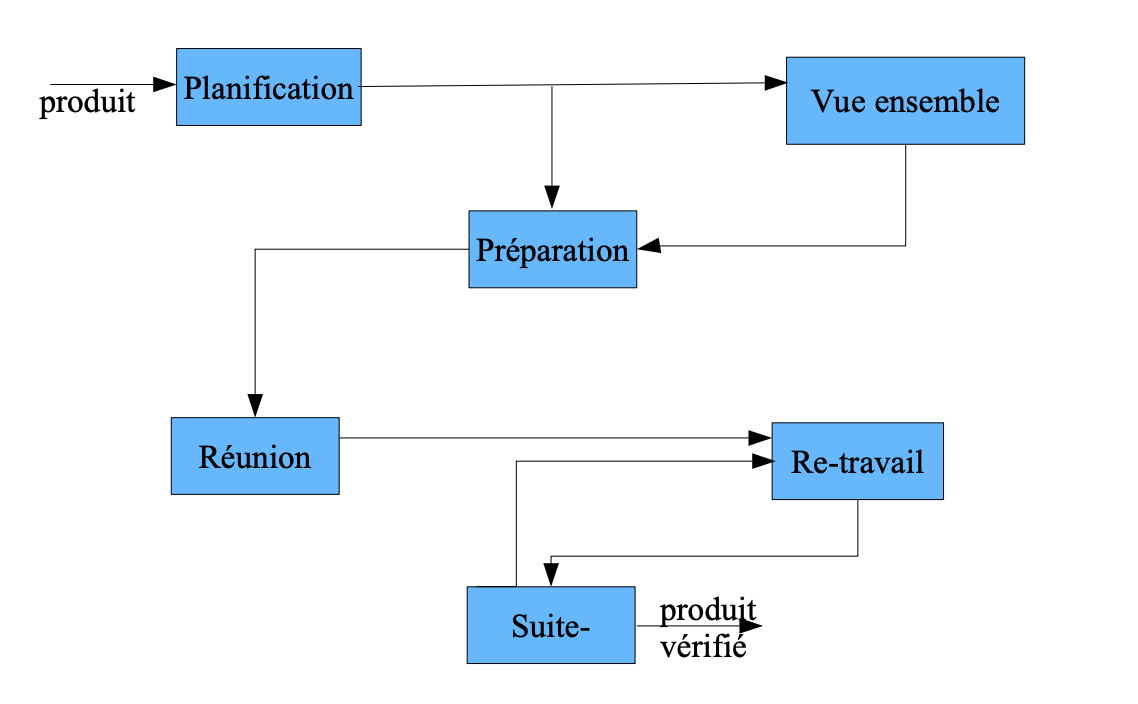 produit
Planification
Vue ensemble
Préparation
Réunion
Re-travail
Suite-
produit
vérifié